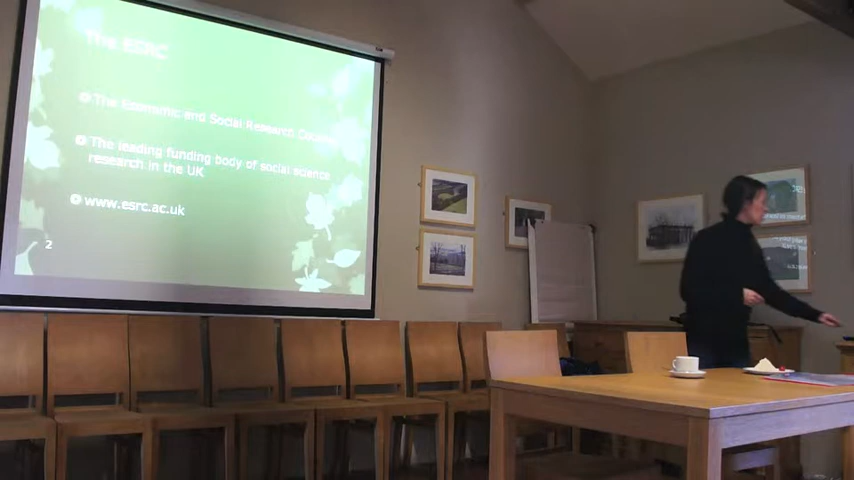 The ESRC
The Economic and Social Research Council
The leading funding body of social science
research in the UK
www.esrc.ac.uk
2